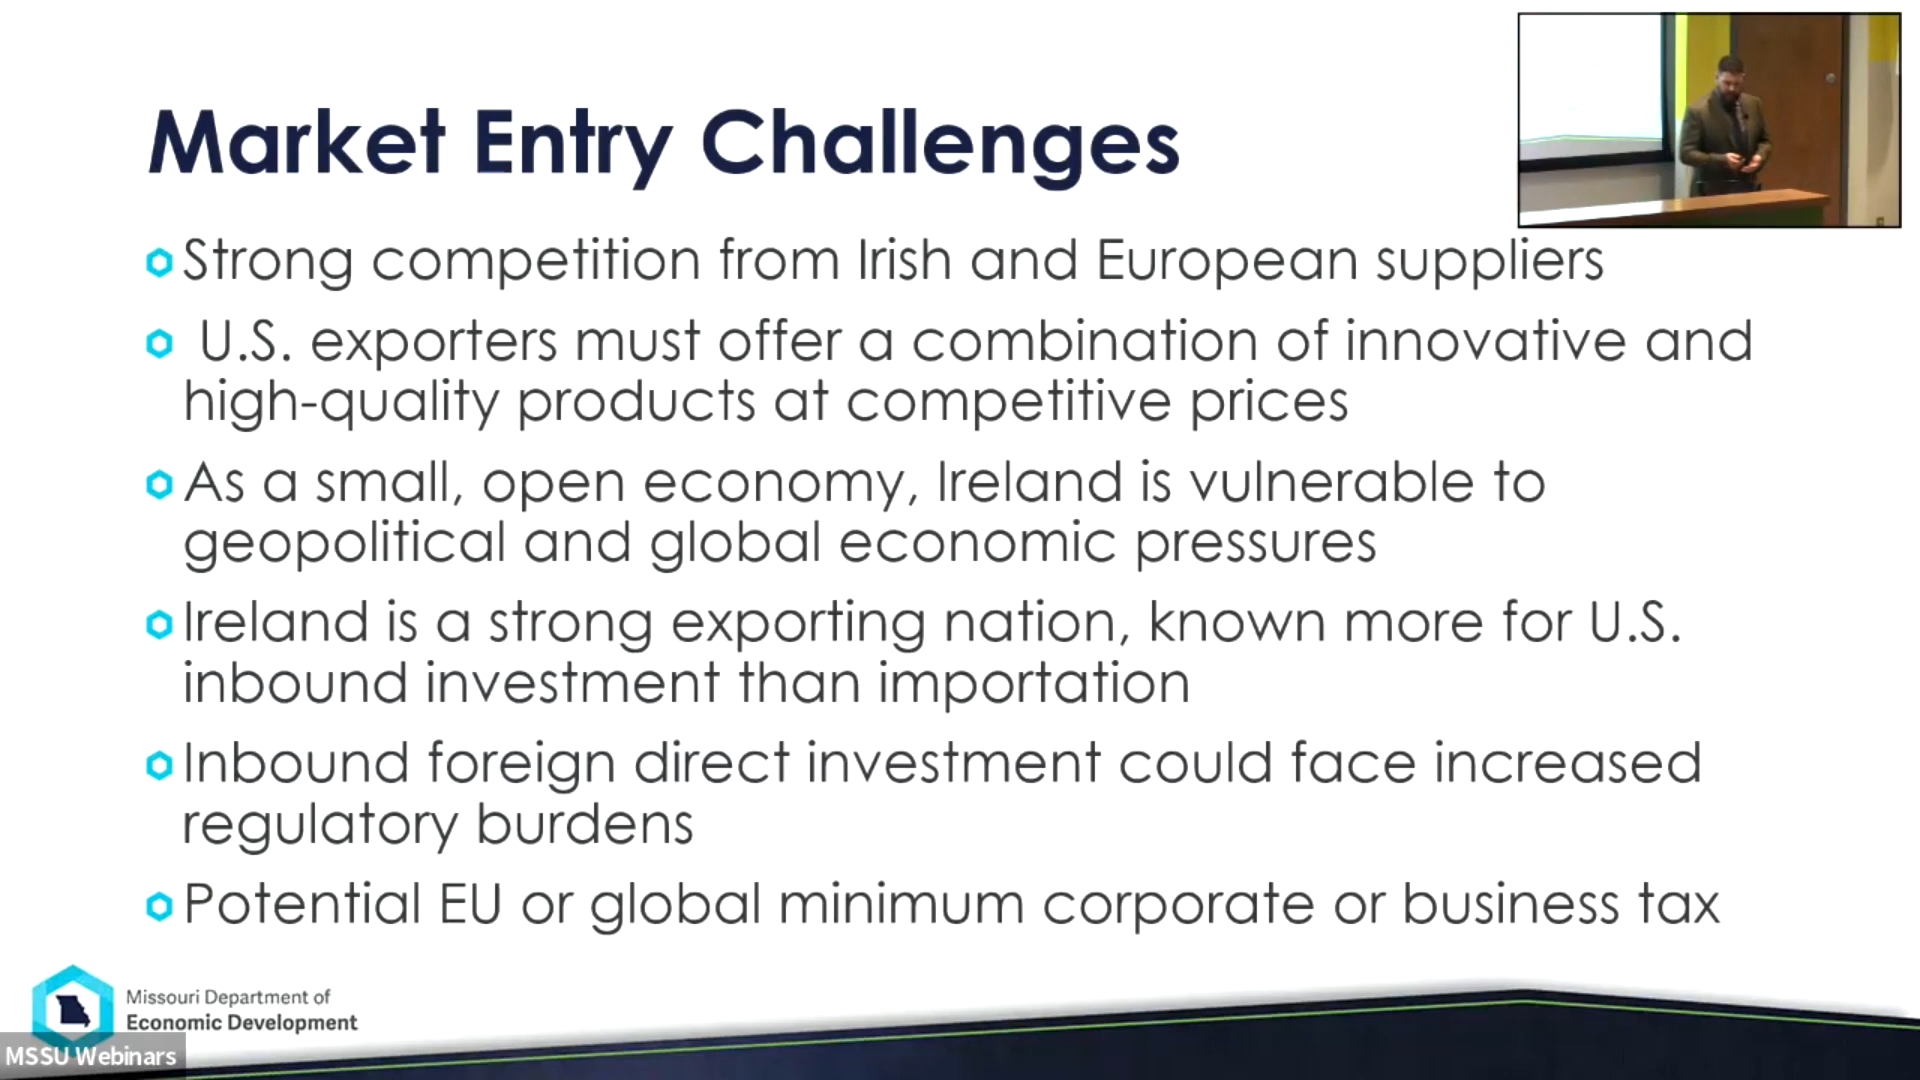 Market Entry Challenges
Strong competition from Irish and European suppliers
U.S. exporters must offer a combination of innovative and
high-quality products at competitive prices
As a small, open economy, Ireland is vulnerable to
geopolitical and global economic pressures
Ireland is a strong exporting nation, known more for U.S.
inbound investment than importation
Inbound foreign direct investment could face increased
regulatory burdens
Potential EU or global minimum corporate or business tax
Missouri Department of
Economic Development
MSSU Webinars